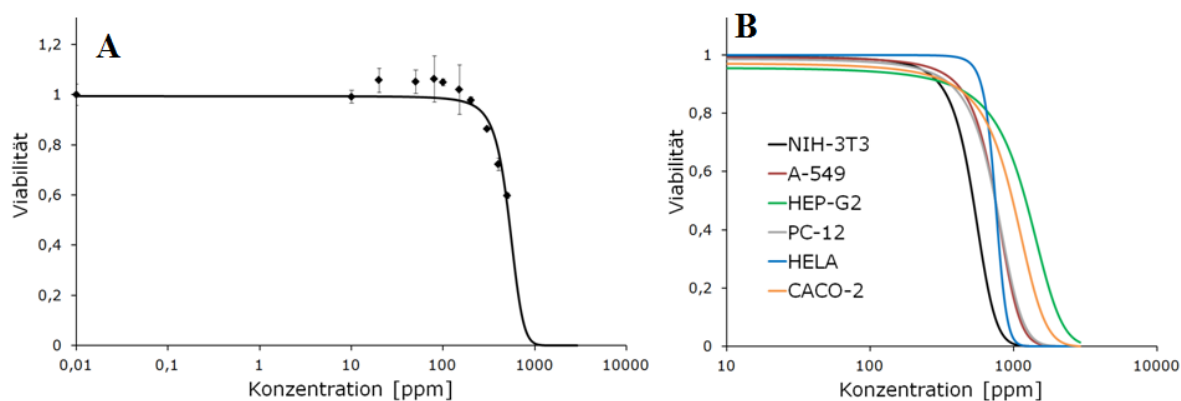 A
1,2
1
0,8
0,6
0,4
0,2
0
Viabilität
0,01
0,1
1
10
100
1000
10000
Konzentration [ppm]
B
1
0,8
0,6
0,4
0,2
0
Viabilität
NIH-3T3
A-549
HEP-G2
PC-12
HELA
CACO-2
10
100
1000
10000
Konzentration [ppm]